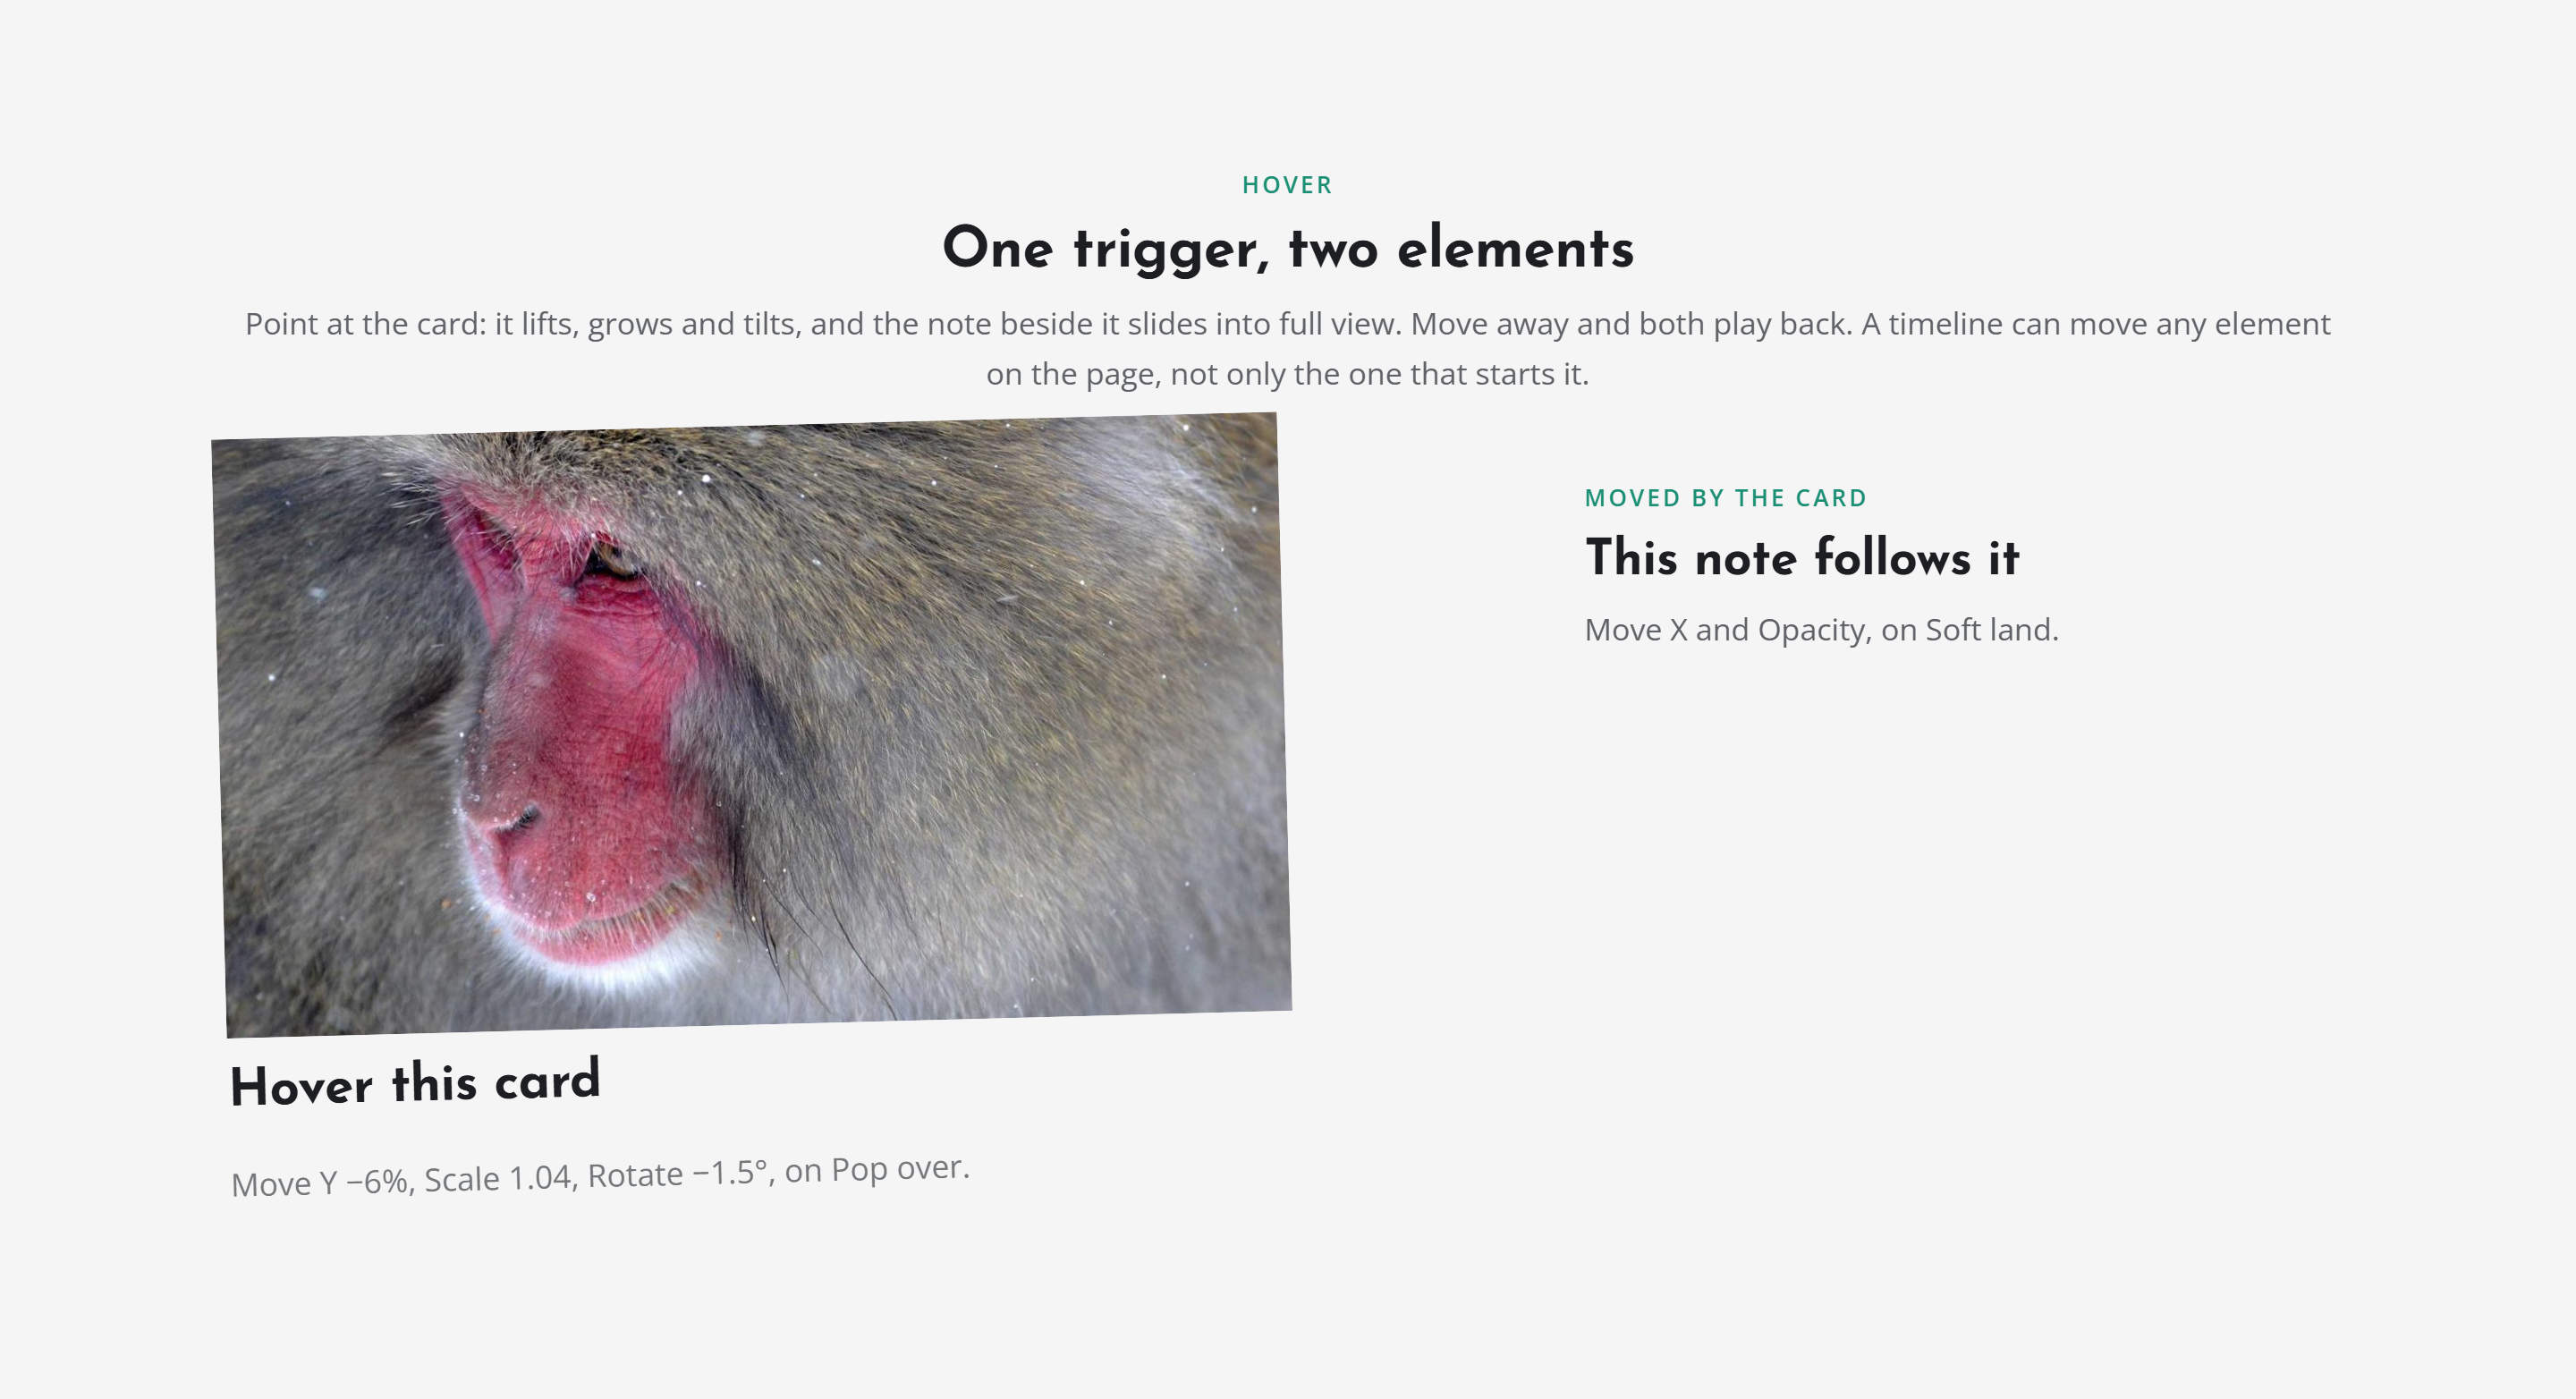 HOVER
One trigger, two elements
Point at the card: it lifts, grows and tilts, and the note beside it slides into full view. Move away and both play back. A timeline can move any element
on the page, not only the one that starts it.
MOVED BY THE CARD
This note follows it
Move X and Opacity, on Soft land.
Hover this card
Move Y −6%, Scale 1.04, Rotate −1.5°, on Pop over.